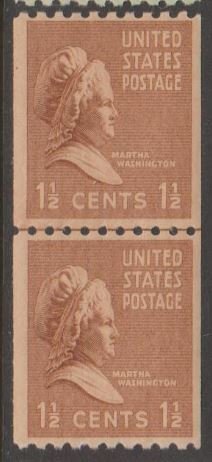 UNITED
STATES
POSTAGE
MARTHA
WASHINGTON
1½ CENTS 1½
UNITED
STATES
POSTAGE
MARTHA
WASHINGTON
1½ CENTS 1½